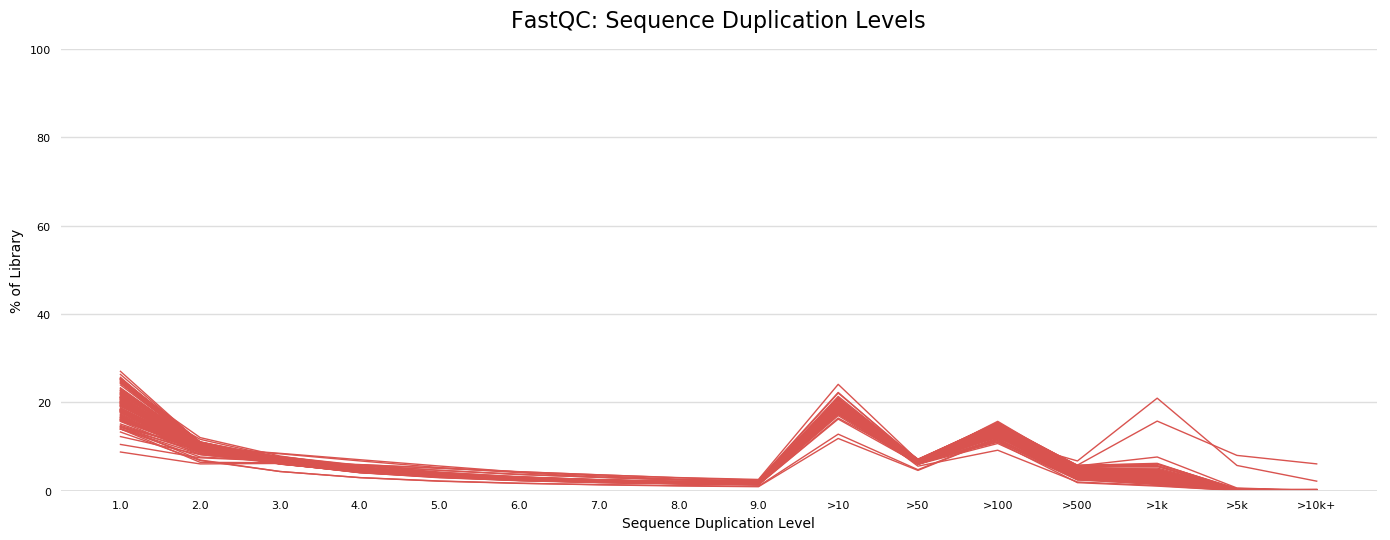 FastQC: Sequence Duplication Levels
100
80
60
40
20
0
% of Library
1.0 2.0 3.0 4.0 5.0 6.0 7.0 8.0 9.0 >10 >50 >100 >500 >1k >5k >10k+
Sequence Duplication Level